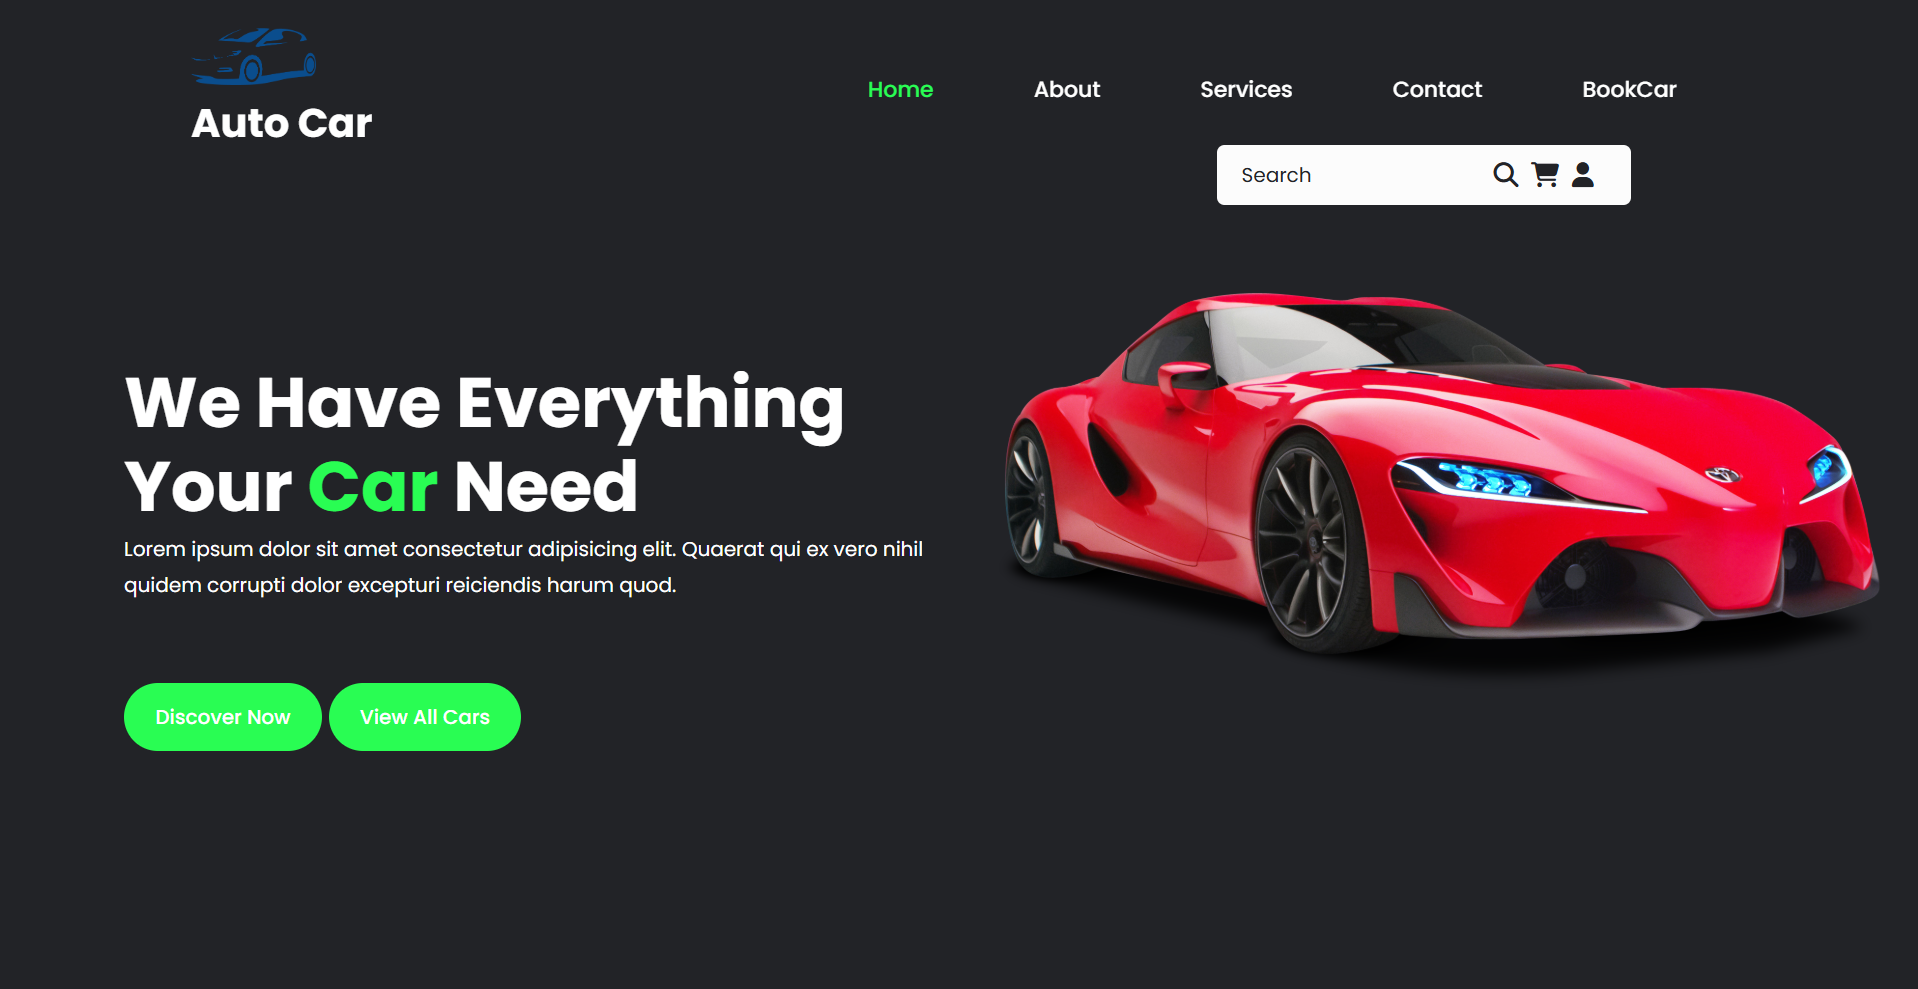 Auto Car
Home About Services Contact BookCar
Search
We Have Everything
Your Car Need
Lorem ipsum dolor sit amet consectetur adipisicing elit. Quaerat qui ex vero nihil
quidem corrupti dolor excepturi reiciendis harum quod.
Discover Now View All Cars